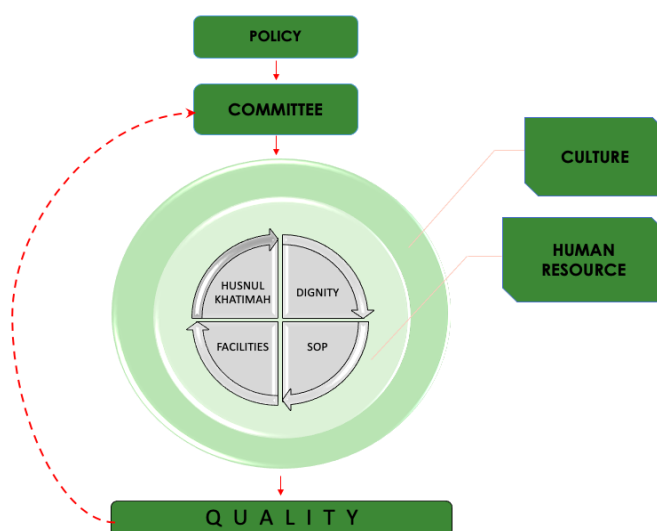 POLICY
COMMITTEE
CULTURE
HUMAN
RESOURCE
HUSNUL
KHATIMAH
DIGNITY
FACILITIES
SOP
QUALITY